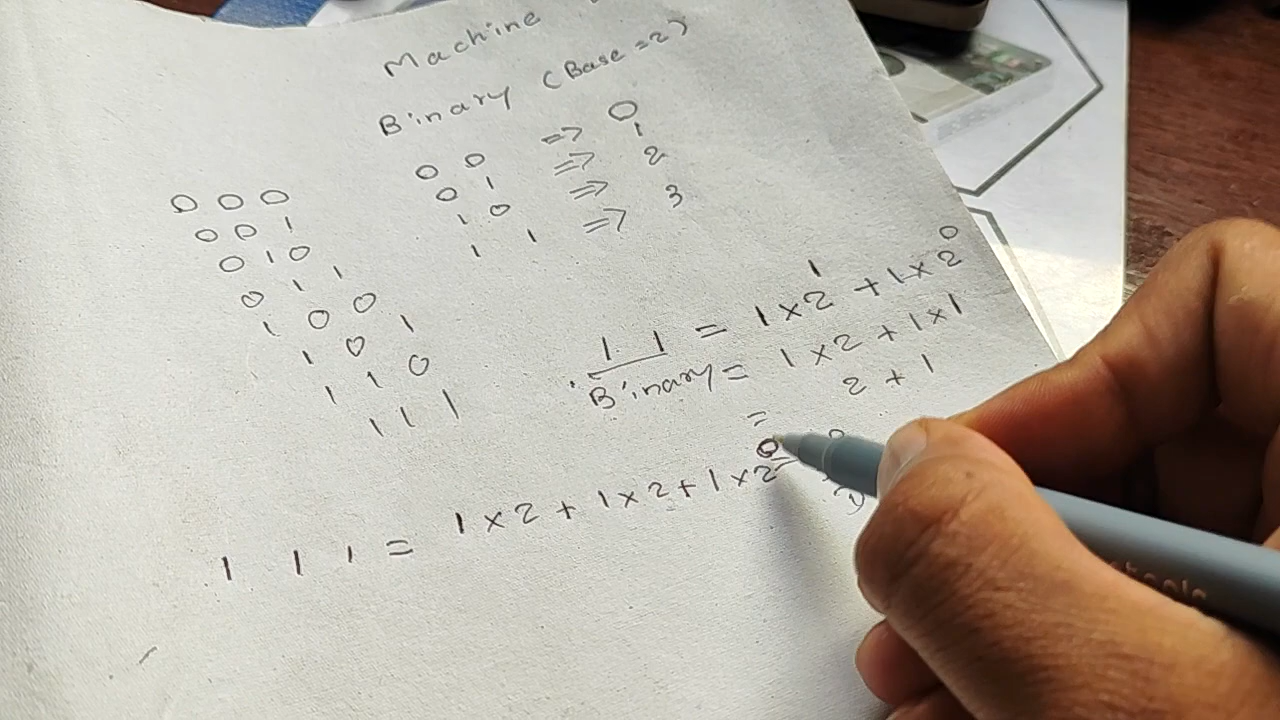 Machine
Binary (Base = 2)
0 0 => 0
0 1 => 1
1 0 => 2
1 1 => 3
0 0 0
0 0 1
0 1 0
0 1 1
1 0 0
1 0 1
1 1 0
1 1 1
1 1 = 1 x 2¹ + 1 x 2⁰
Binary = 1 x 2 + 1 x 1
= 2 + 1
=
1 1 1 = 1 x 2 + 1 x 2 + 1 x 2⁰